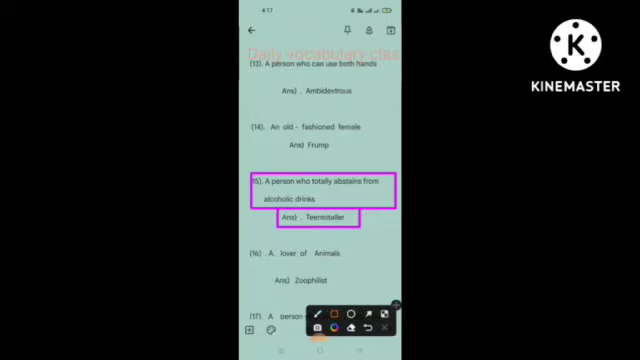 4:17
Daily vocabulary clas
(13). A person who can use both hands
Ans) . Ambidextrous
(14). An old - fashioned female
Ans) Frump
15). A person who totally abstains from
alcoholic drinks
Ans) . Teentotaller
(16) . A. lover of Animals
Ans) Zoophilist
(17). A person
K
KINEMASTER